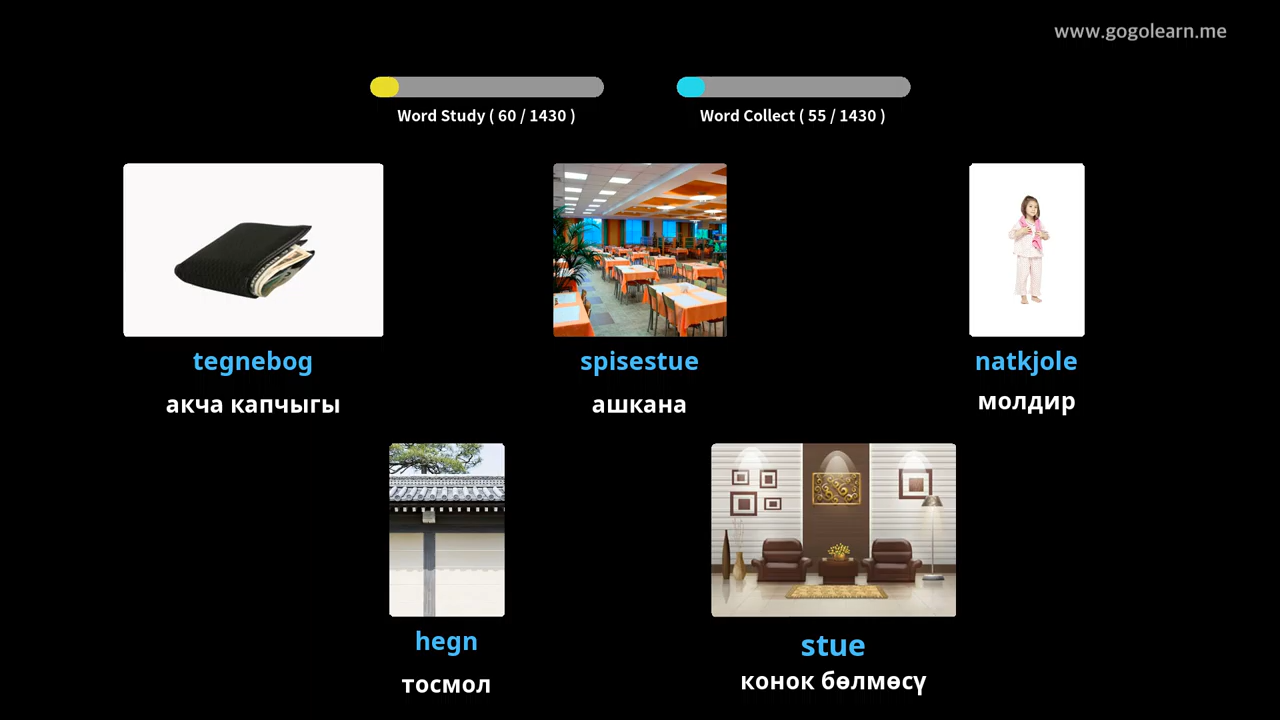 www.gogolearn.me
Word Study ( 60 / 1430 )
Word Collect ( 55 / 1430 )
tegnebog
акча капчыгы
spisestue
ашкана
natkjole
молдир
hegn
тосмол
stue
конок бөлмөсү